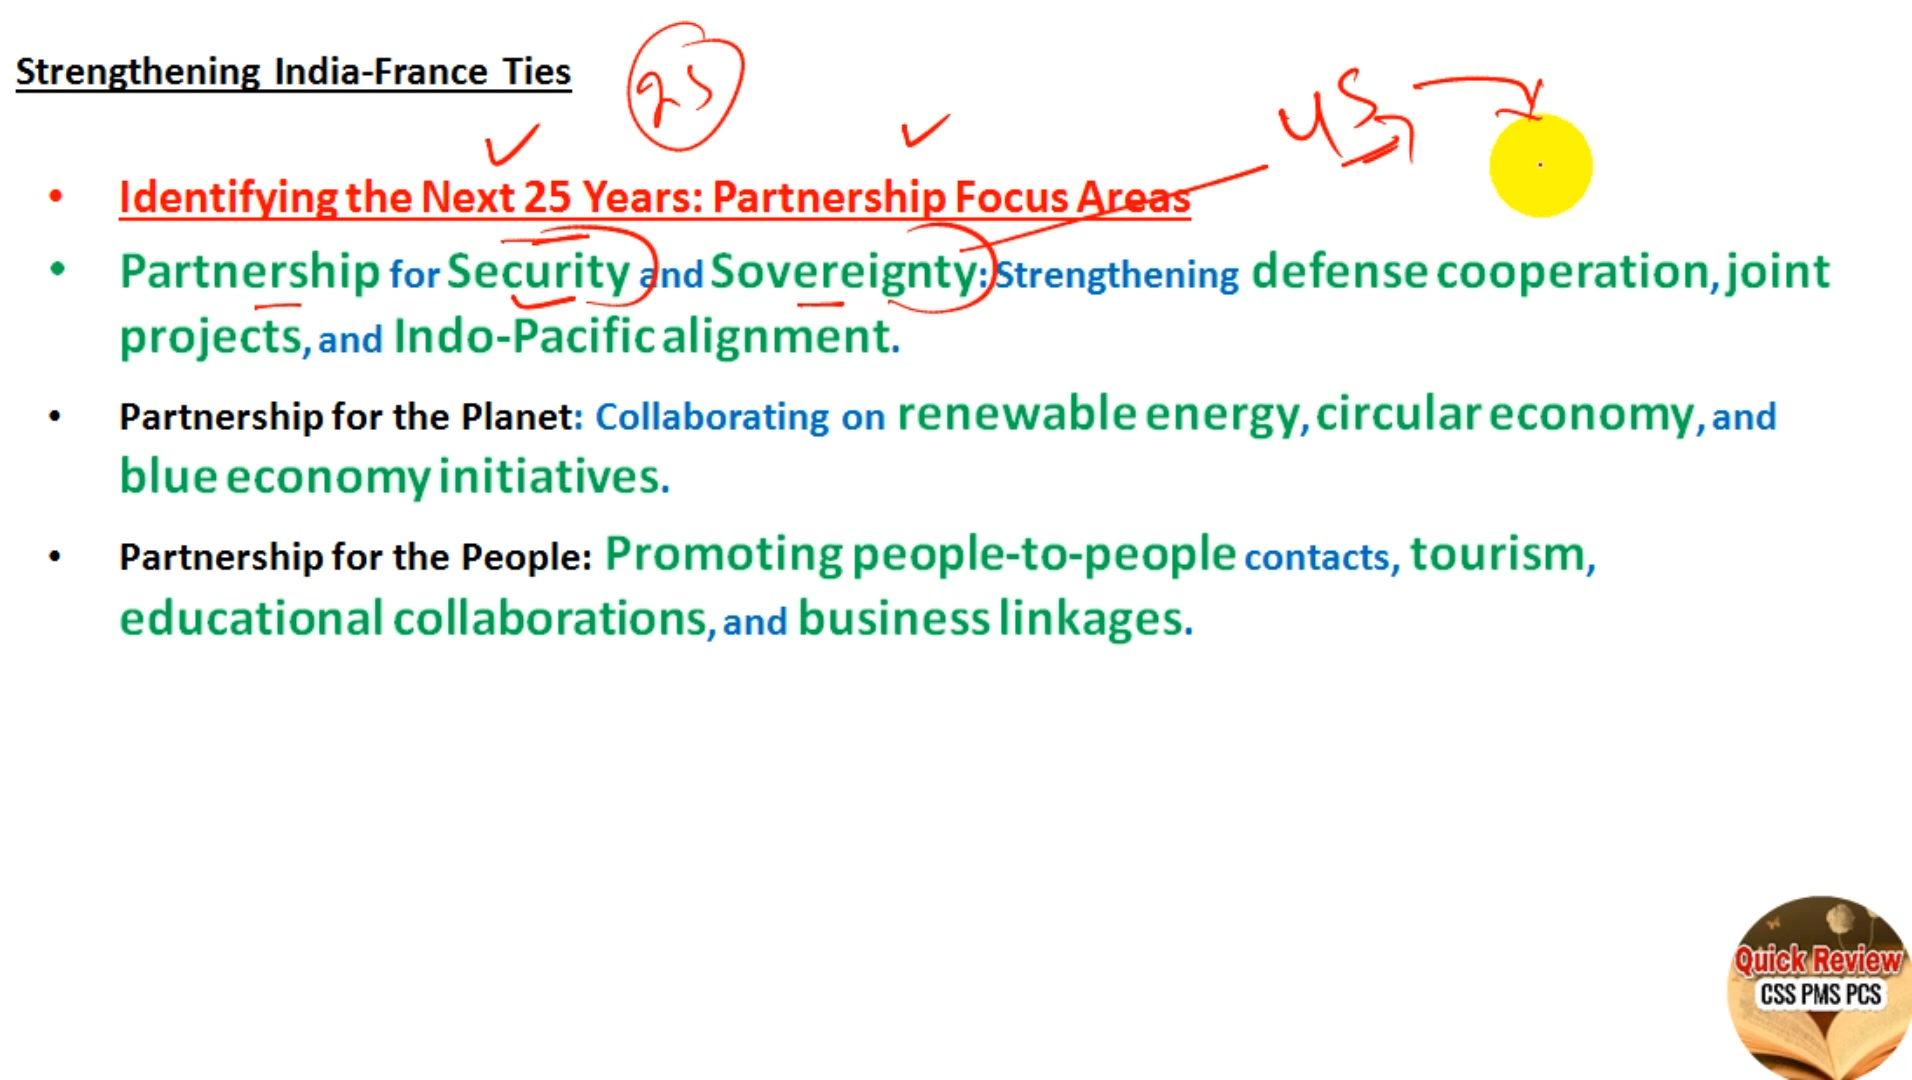 Strengthening India-France Ties
25
US
• Identifying the Next 25 Years: Partnership Focus Areas
• Partnership for Security and Sovereignty: Strengthening defense cooperation, joint
projects, and Indo-Pacific alignment.
• Partnership for the Planet: Collaborating on renewable energy, circular economy, and
blue economy initiatives.
• Partnership for the People: Promoting people-to-people contacts, tourism,
educational collaborations, and business linkages.
Quick Review
CSS PMS PCS